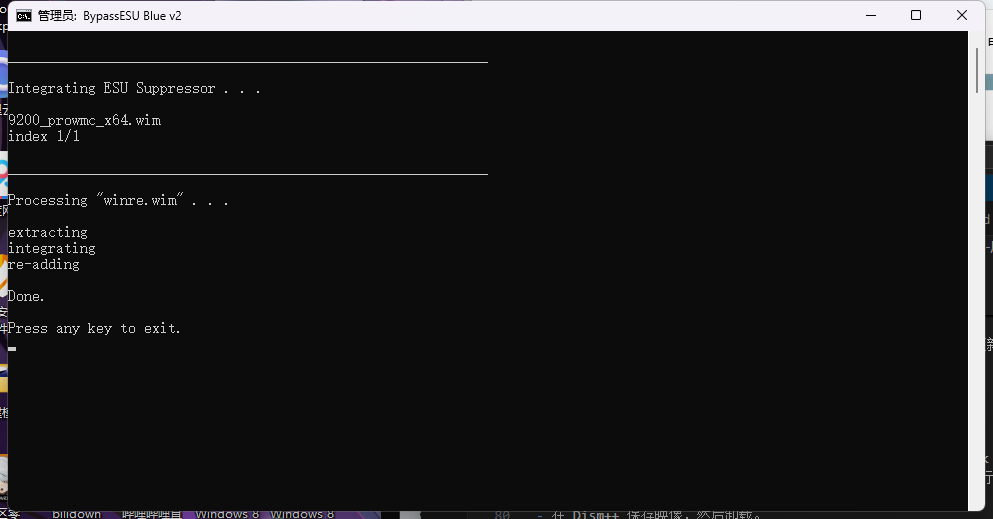 管理员: BypassESU Blue v2
Integrating ESU Suppressor . . .
9200_prowmc_x64.wim
index 1/1
Processing "winre.wim" . . .
extracting
integrating
re-adding
Done.
Press any key to exit.
bilidown 哔哩哔哩直 Windows 8 Windows 8
80 - 在 Dism++ 保存映像，然后卸载。